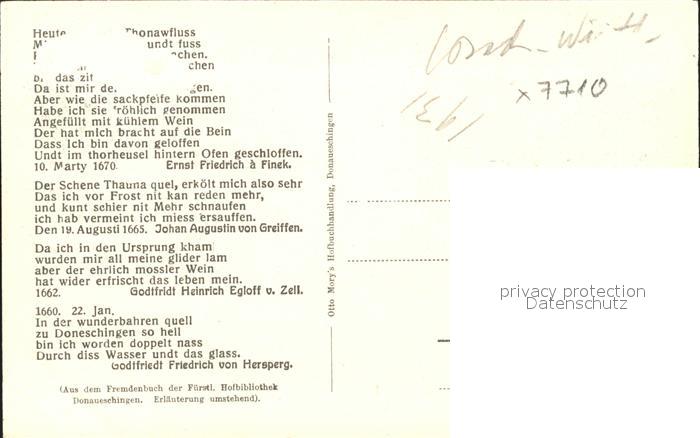 Heute Thonawfluss
undt fuss
chen.
chen
das zit
Da ist mir de gen.
Aber wie die sackpfeife kommen
Habe ich sie fröhlich genommen
Angefüllt mit kühlem Wein
Der hat mich bracht auf die Bein
Dass ich bin davon geloffen
Undt im thorheusel hintern Ofen geschloffen.
10. Marty 1670. Ernst Friedrich à Finck.
Der Schene Thauna quel, erkölt mich also sehr
Das ich vor Frost nit kan reden mehr,
und kunt schier nit Mehr schnaufen
ich hab vermeint ich miess ersauffen.
Den 19. Augusti 1665. Johan Augustin von Greiffen.
Da ich in den Ursprung kham
wurden mir all meine glider lam
aber der ehrlich mossler Wein
hat wider erfrischt das leben mein.
1662. Godtfridt Heinrich Egloff v. Zell.
1660. 22. Jan.
In der wunderbahren quell
zu Doneschingen so hell
bin ich worden doppelt nass
Durch diss Wasser undt das glass.
Godtfriedt Friedrich von Hersperg.
(Aus dem Fremdenbuch der Fürstl. Hofbibliothek
Donaueschingen. Erläuterung umstehend).
Otto Mory's Hofbuchhandlung, Donaueschingen
x 7710
1931
privacy protection
Datenschutz